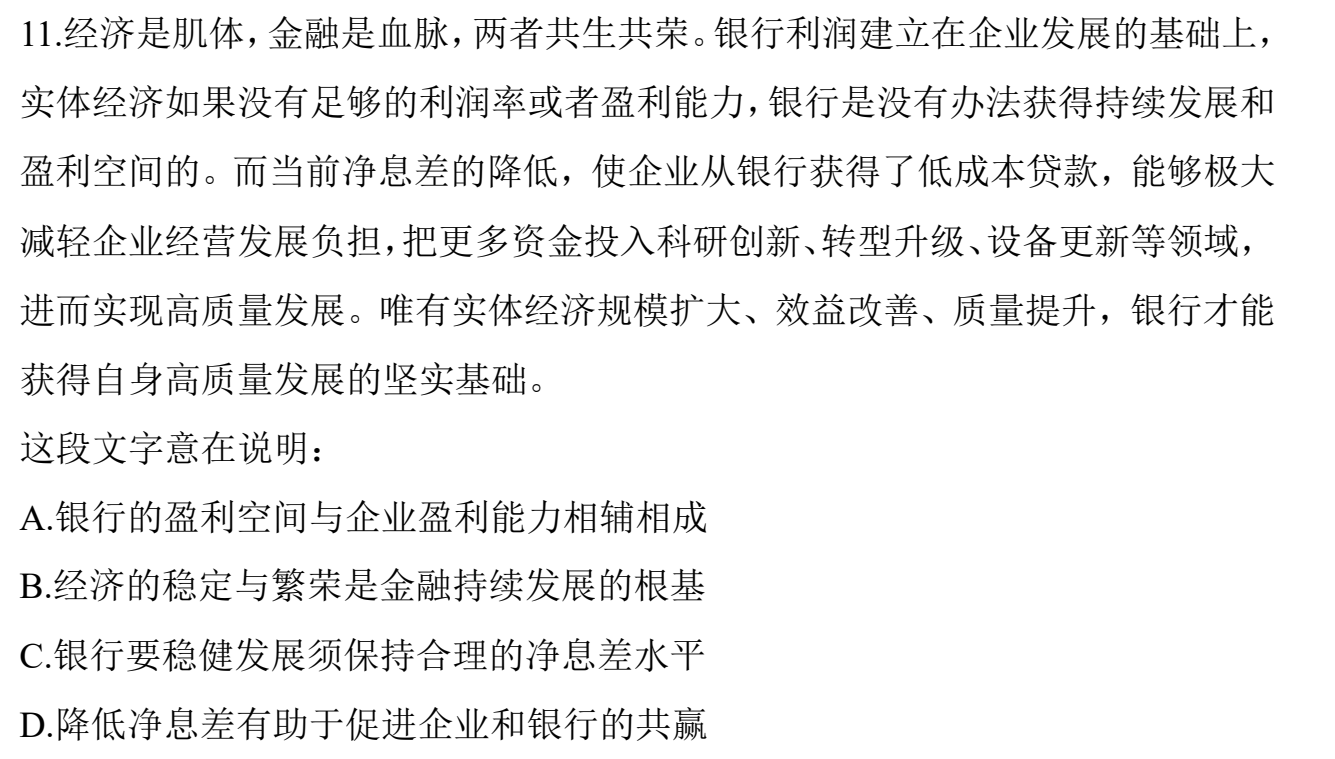 11.经济是肌体，金融是血脉，两者共生共荣。银行利润建立在企业发展的基础上，
实体经济如果没有足够的利润率或者盈利能力，银行是没有办法获得持续发展和
盈利空间的。而当前净息差的降低，使企业从银行获得了低成本贷款，能够极大
减轻企业经营发展负担，把更多资金投入科研创新、转型升级、设备更新等领域，
进而实现高质量发展。唯有实体经济规模扩大、效益改善、质量提升，银行才能
获得自身高质量发展的坚实基础。
这段文字意在说明：
A.银行的盈利空间与企业盈利能力相辅相成
B.经济的稳定与繁荣是金融持续发展的根基
C.银行要稳健发展须保持合理的净息差水平
D.降低净息差有助于促进企业和银行的共赢